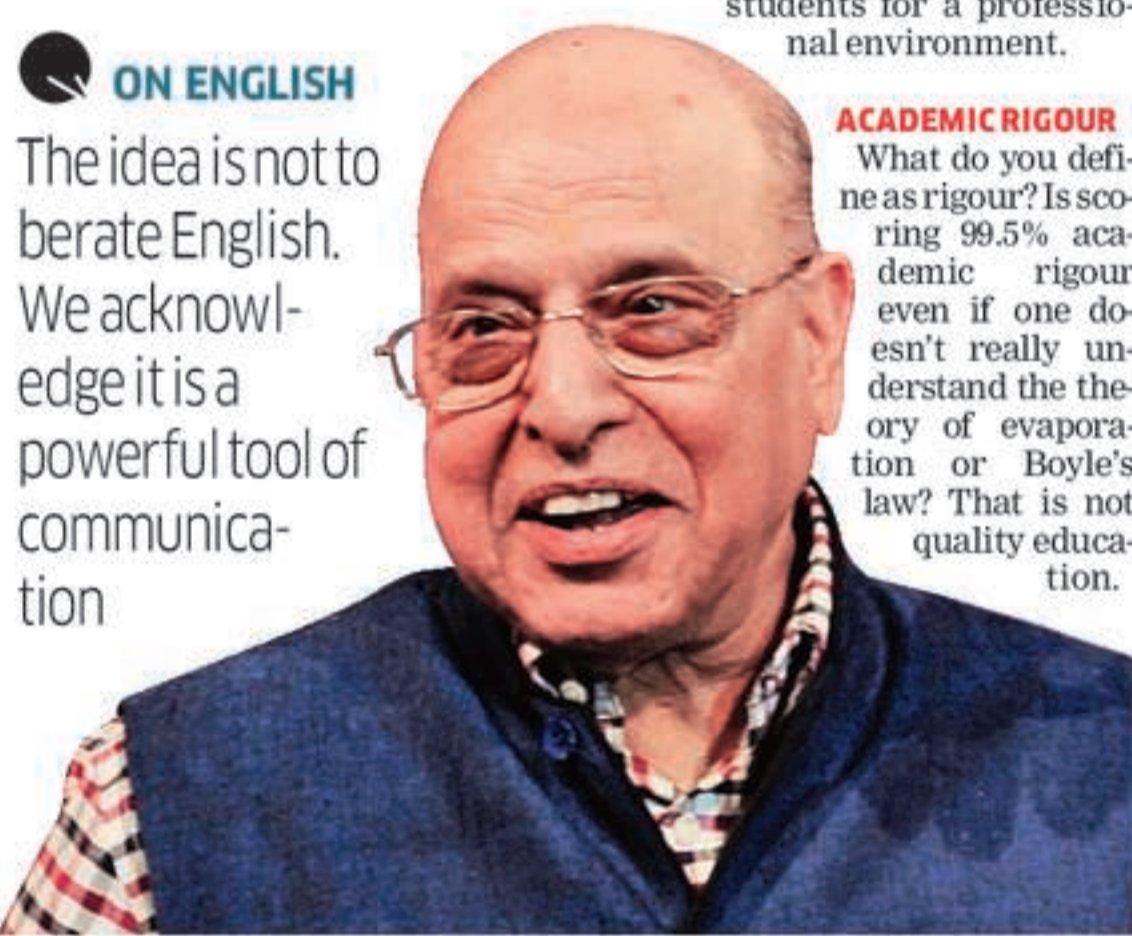 ON ENGLISH
The idea is not to
berate English.
We acknowl-
edge it is a
powerful tool of
communica-
tion
students for a professio-
nal environment.
ACADEMIC RIGOUR
What do you defi-
ne as rigour? Is sco-
ring 99.5% aca-
demic rigour
even if one do-
esn't really un-
derstand the the-
ory of evapora-
tion or Boyle's
law? That is not
quality educa-
tion.